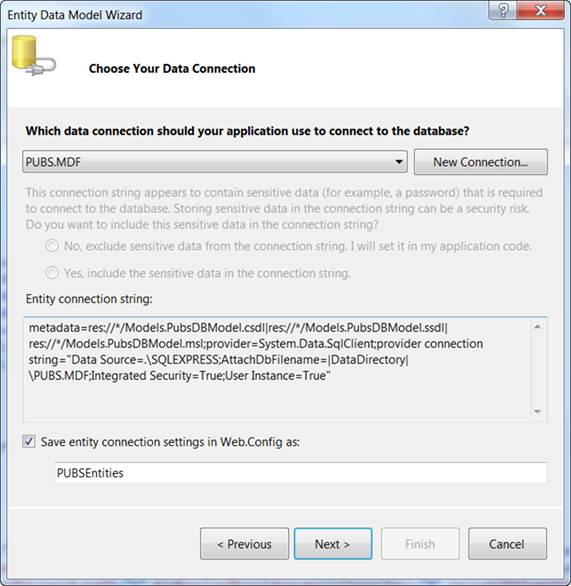 Entity Data Model Wizard
Choose Your Data Connection
Which data connection should your application use to connect to the database?
PUBS.MDF
New Connection...
This connection string appears to contain sensitive data (for example, a password) that is required
to connect to the database. Storing sensitive data in the connection string can be a security risk.
Do you want to include this sensitive data in the connection string?
No, exclude sensitive data from the connection string. I will set it in my application code.
Yes, include the sensitive data in the connection string.
Entity connection string:
metadata=res://*/Models.PubsDBModel.csdl|res://*/Models.PubsDBModel.ssdl|
res://*/Models.PubsDBModel.msl;provider=System.Data.SqlClient;provider connection
string="Data Source=.\SQLEXPRESS;AttachDbFilename=|DataDirectory|
\PUBS.MDF;Integrated Security=True;User Instance=True"
Save entity connection settings in Web.Config as:
PUBSEntities
< Previous
Next >
Finish
Cancel